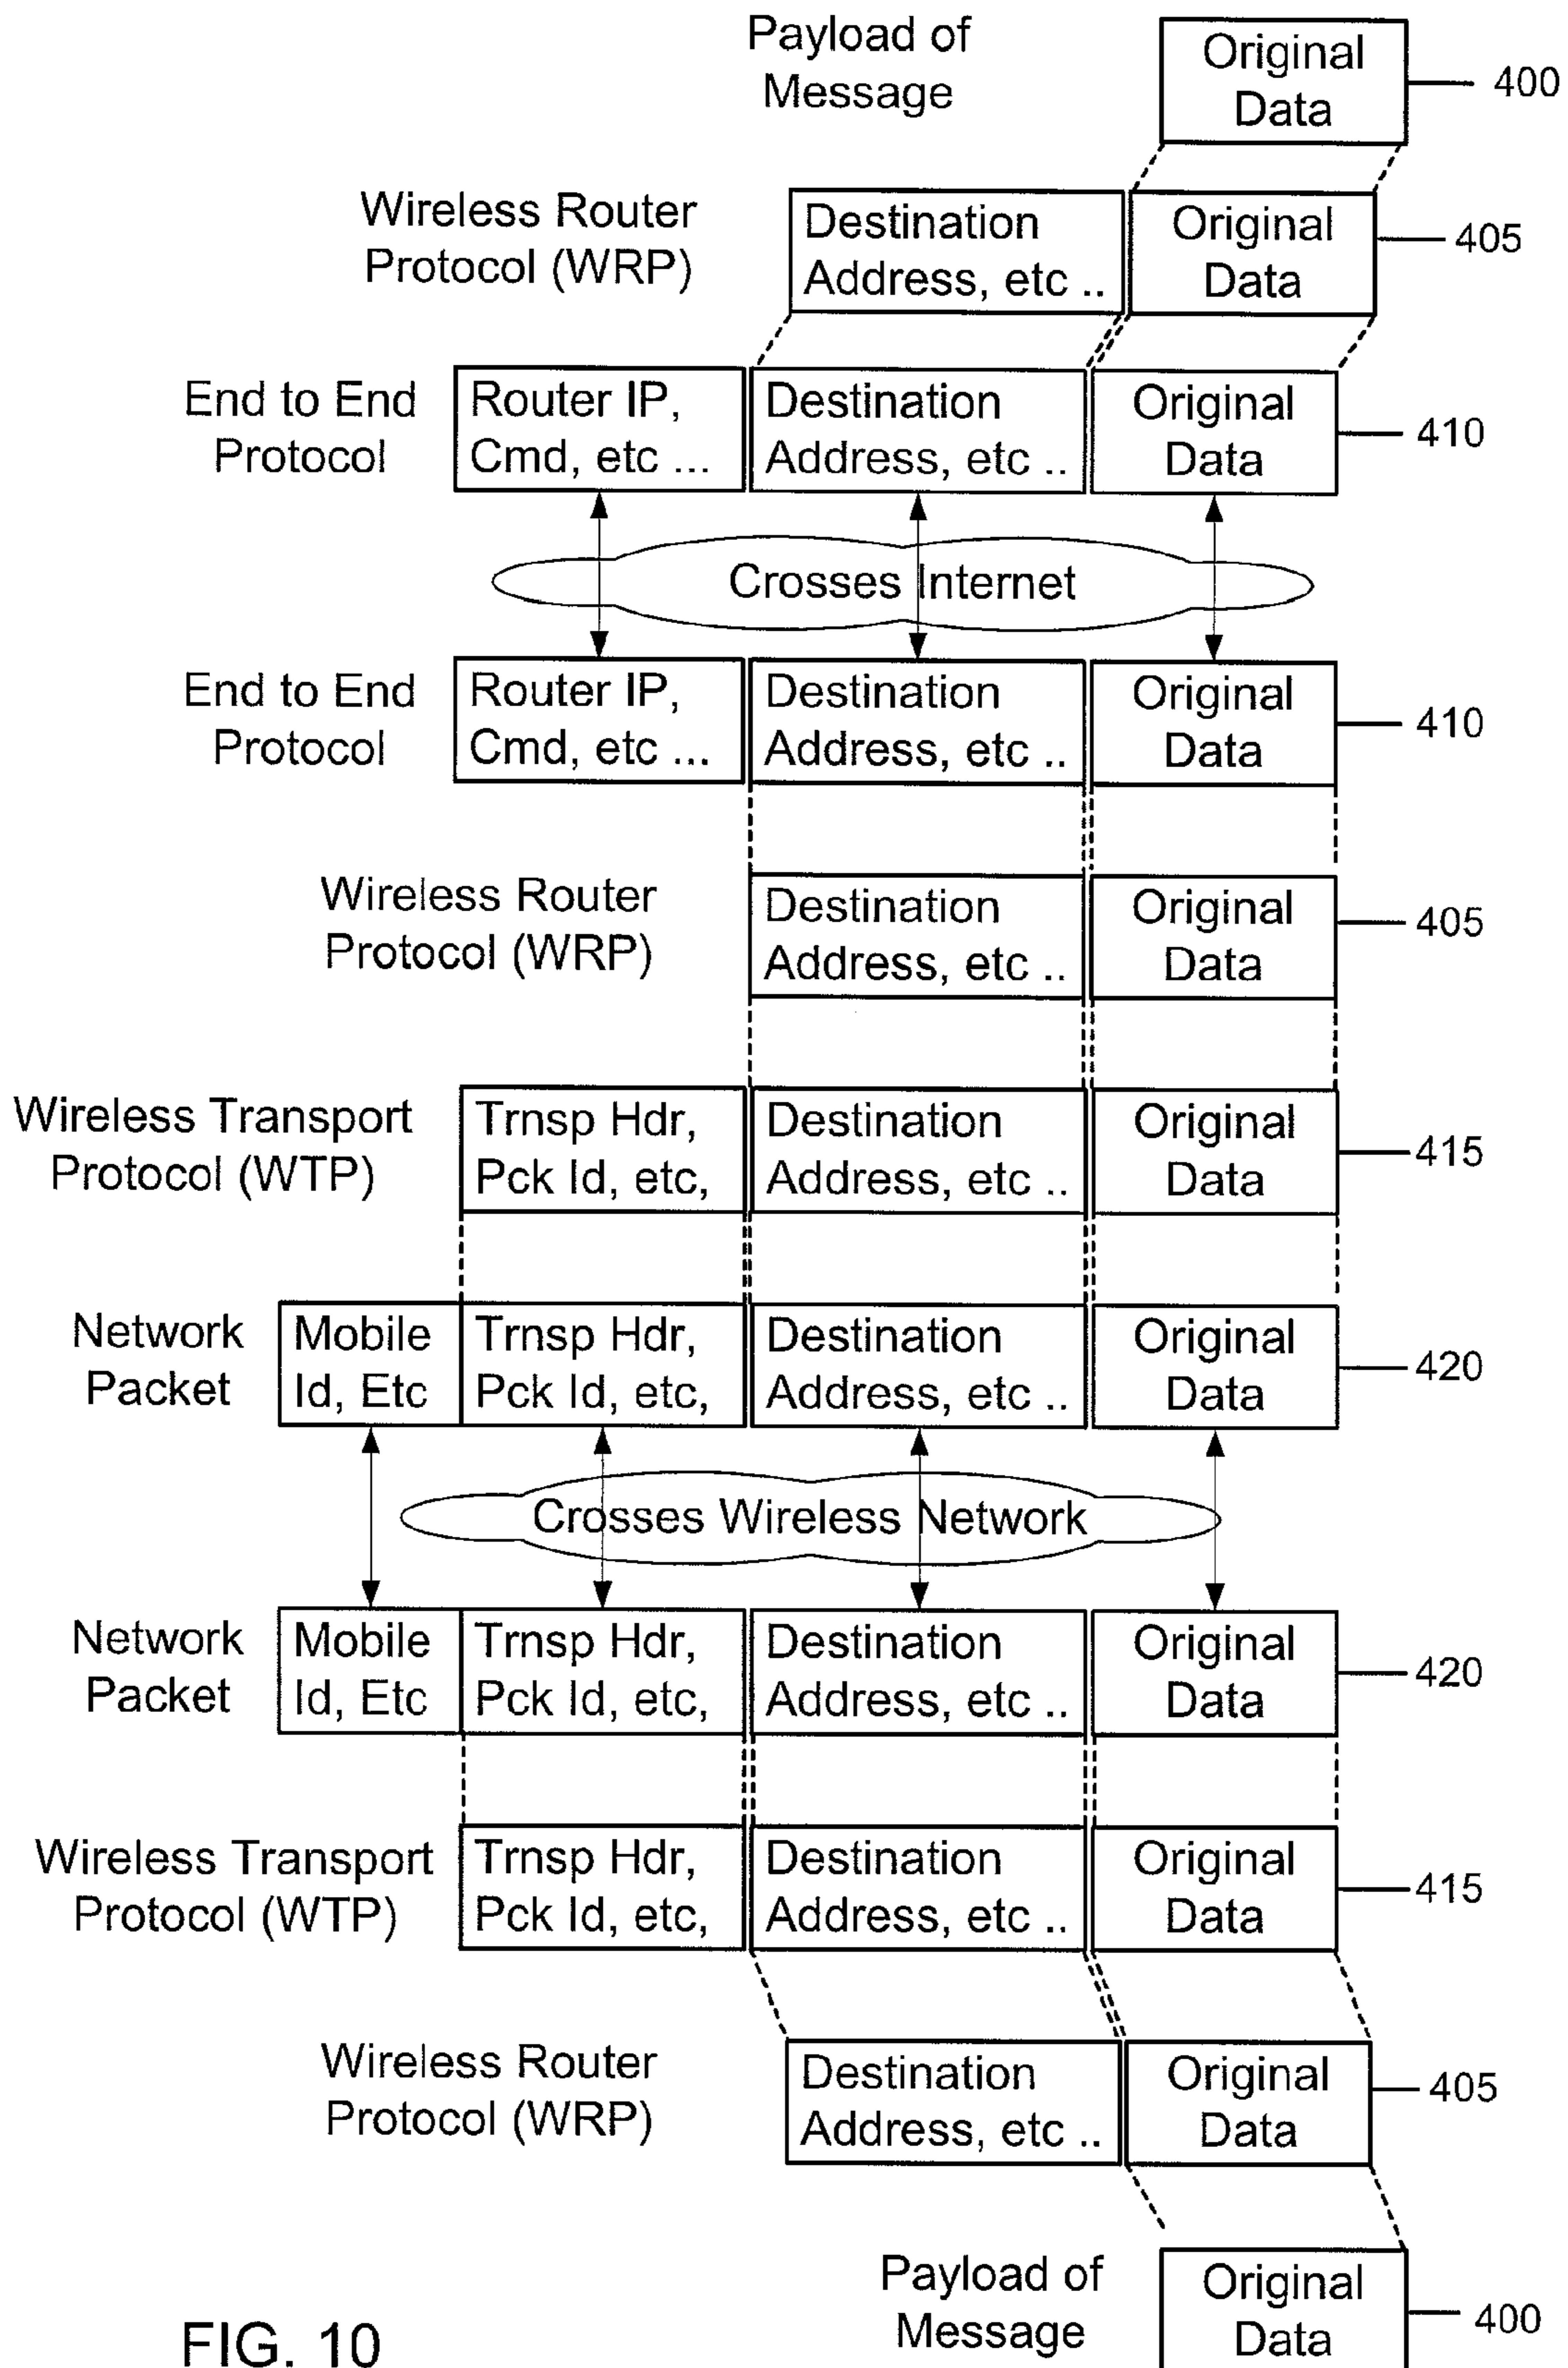 Payload of
Message
Original
Data
400
Wireless Router
Protocol (WRP)
Destination
Address, etc ..
Original
Data
405
End to End
Protocol
Router IP,
Cmd, etc ...
Destination
Address, etc ..
Original
Data
410
Crosses Internet
End to End
Protocol
Router IP,
Cmd, etc ...
Destination
Address, etc ..
Original
Data
410
Wireless Router
Protocol (WRP)
Destination
Address, etc ..
Original
Data
405
Wireless Transport
Protocol (WTP)
Trnsp Hdr,
Pck Id, etc,
Destination
Address, etc ..
Original
Data
415
Network
Packet
Mobile
Id, Etc
Trnsp Hdr,
Pck Id, etc,
Destination
Address, etc ..
Original
Data
420
Crosses Wireless Network
Network
Packet
Mobile
Id, Etc
Trnsp Hdr,
Pck Id, etc,
Destination
Address, etc ..
Original
Data
420
Wireless Transport
Protocol (WTP)
Trnsp Hdr,
Pck Id, etc,
Destination
Address, etc ..
Original
Data
415
Wireless Router
Protocol (WRP)
Destination
Address, etc ..
Original
Data
405
Payload of
Message
Original
Data
400
FIG. 10